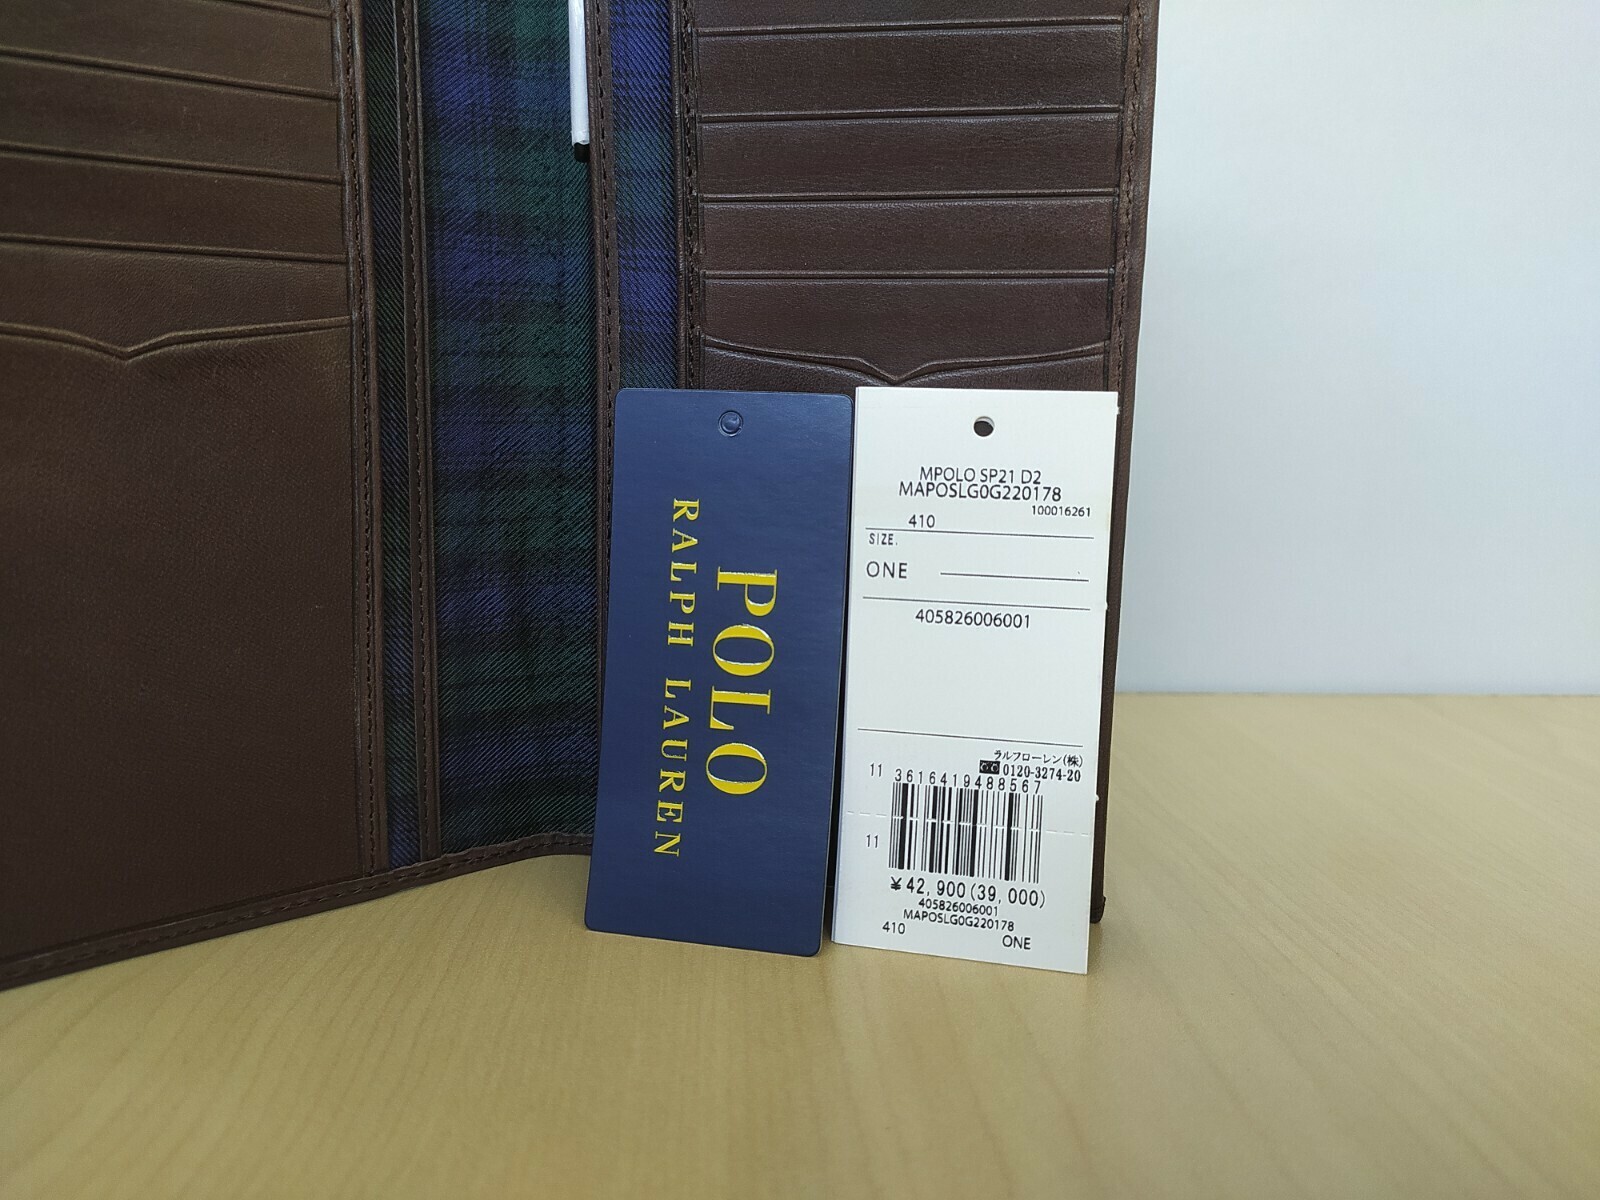 POLO
RALPH LAUREN
MPOLO SP21 D2
MAPOSLG0G220178
100016261
410
SIZE.
ONE
405826006001
ラルフローレン(株)
0120-3274-20
11 3616419488567
11
¥42,900(39,000)
405826006001
MAPOSLG0G220178
410 ONE